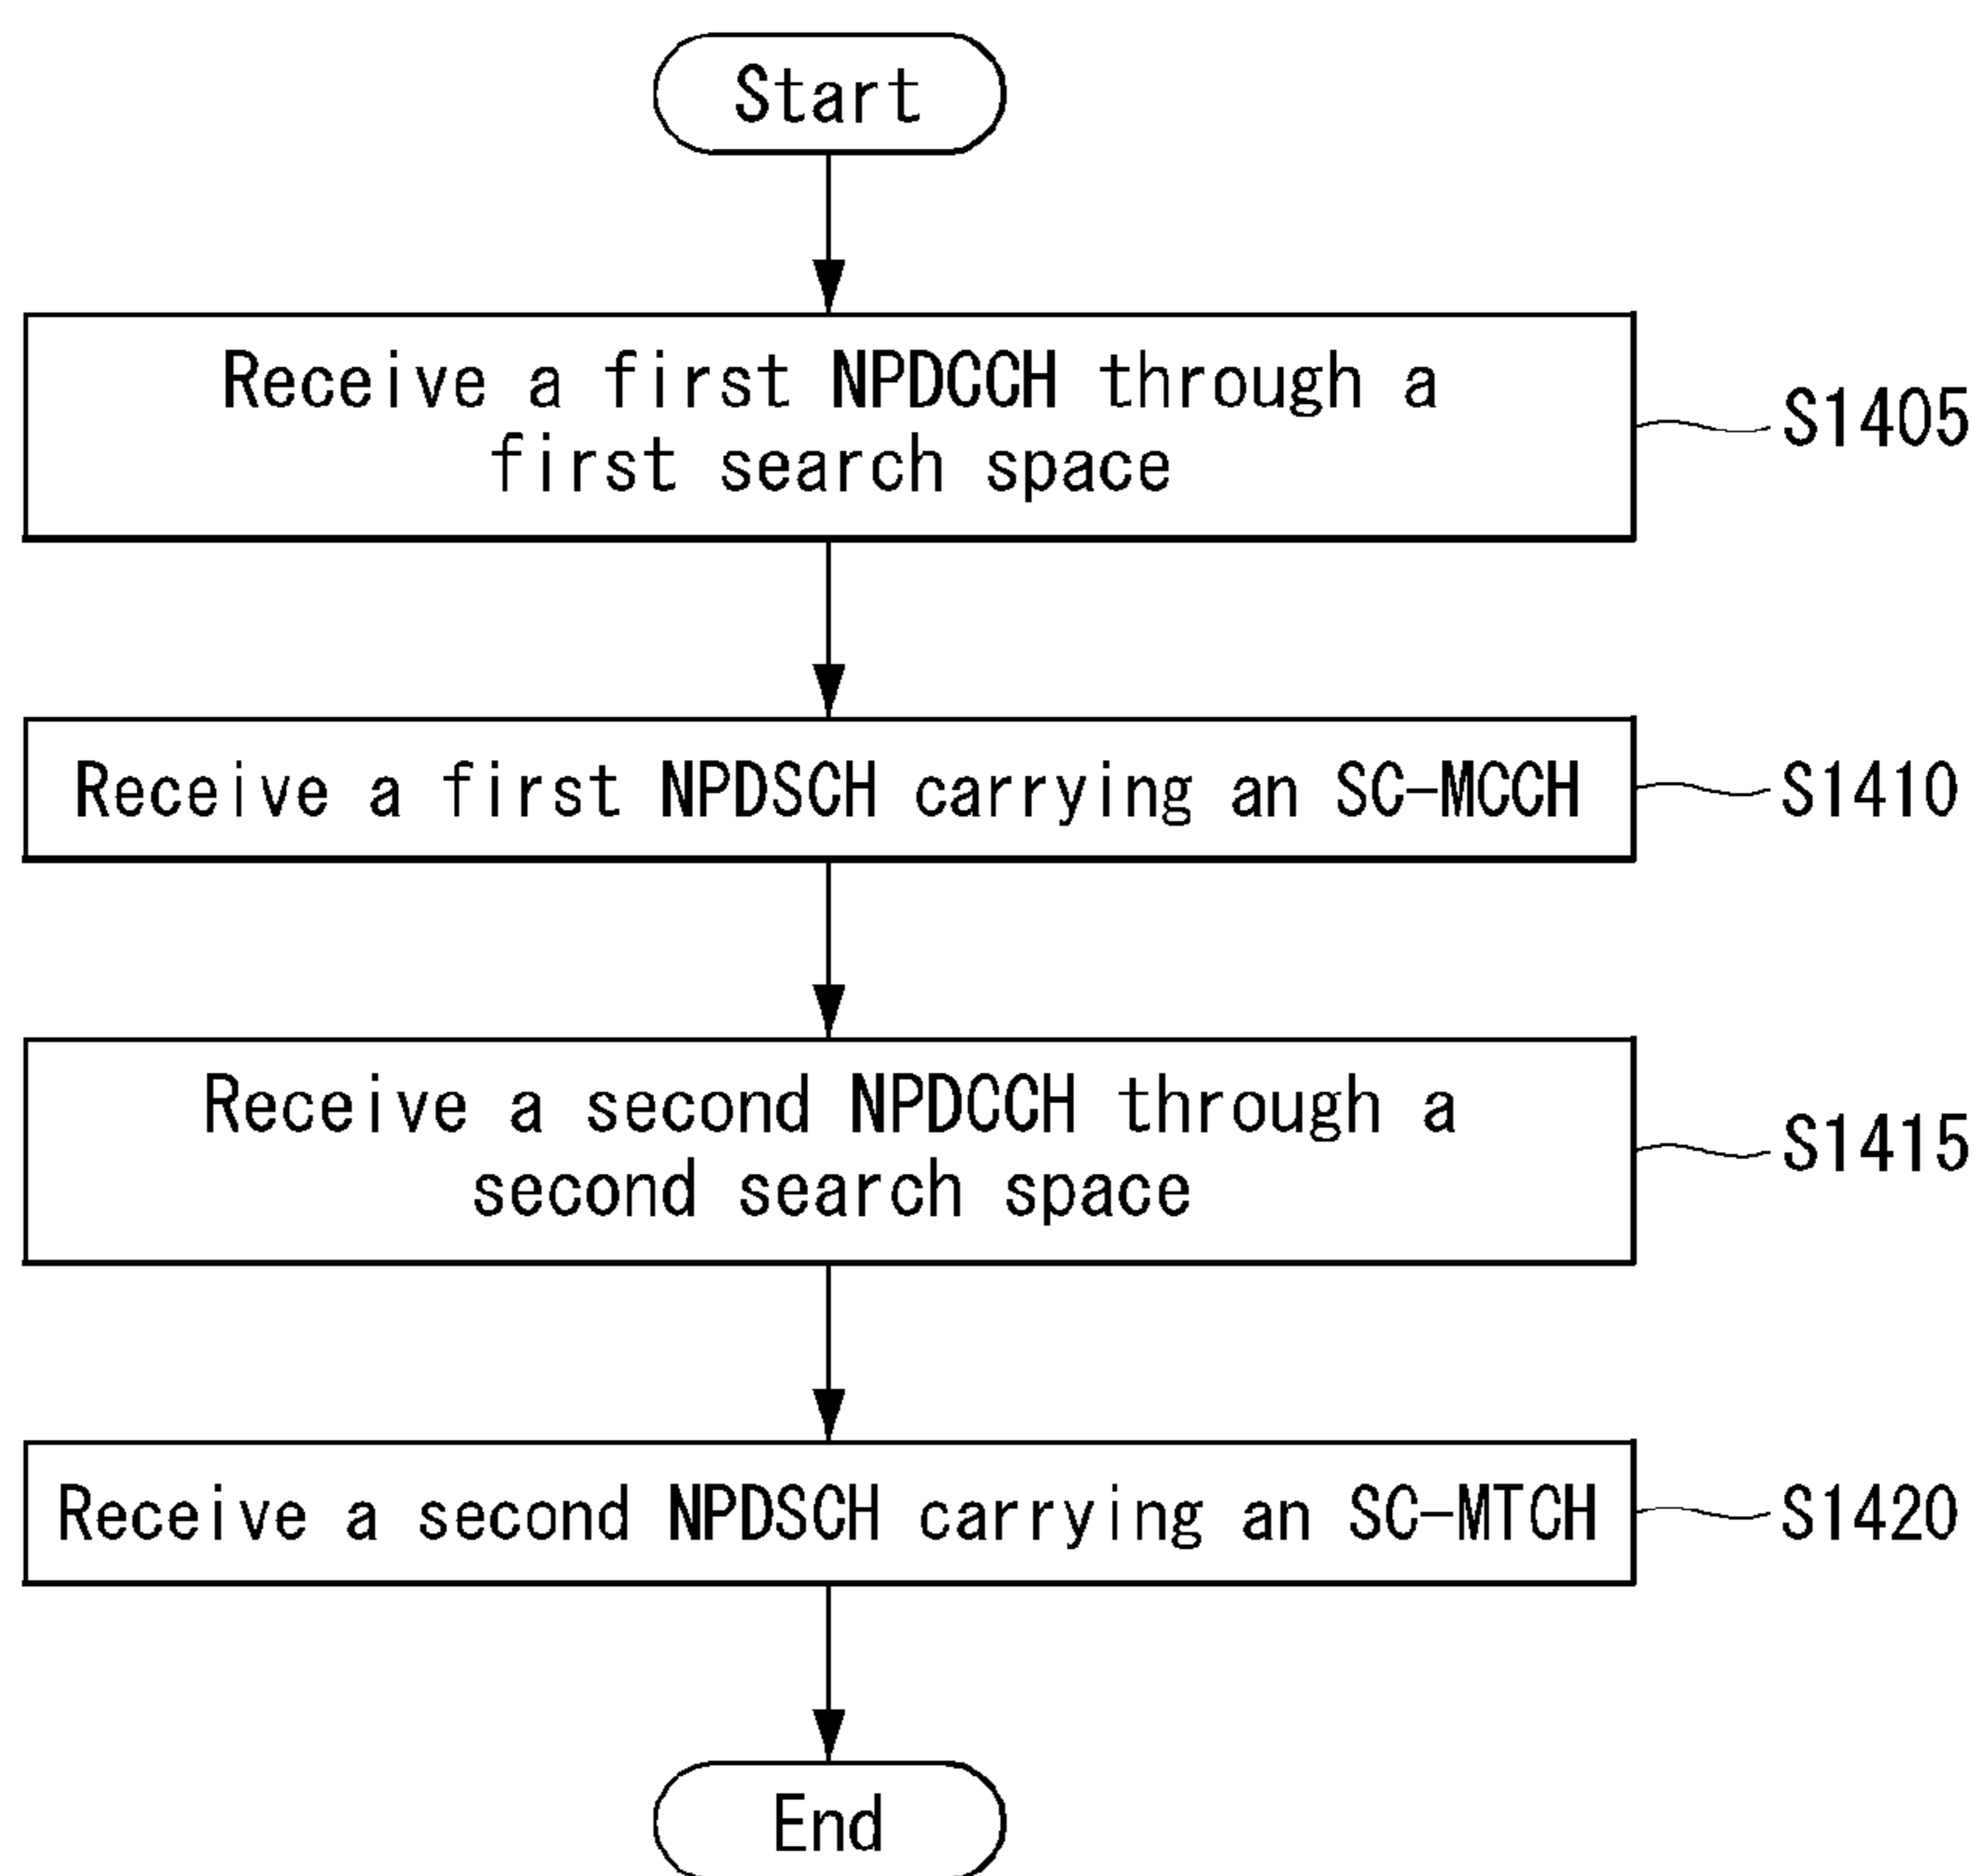 Start
Receive a first NPDCCH through a
first search space
S1405
Receive a first NPDSCH carrying an SC-MCCH
S1410
Receive a second NPDCCH through a
second search space
S1415
Receive a second NPDSCH carrying an SC-MTCH
S1420
End